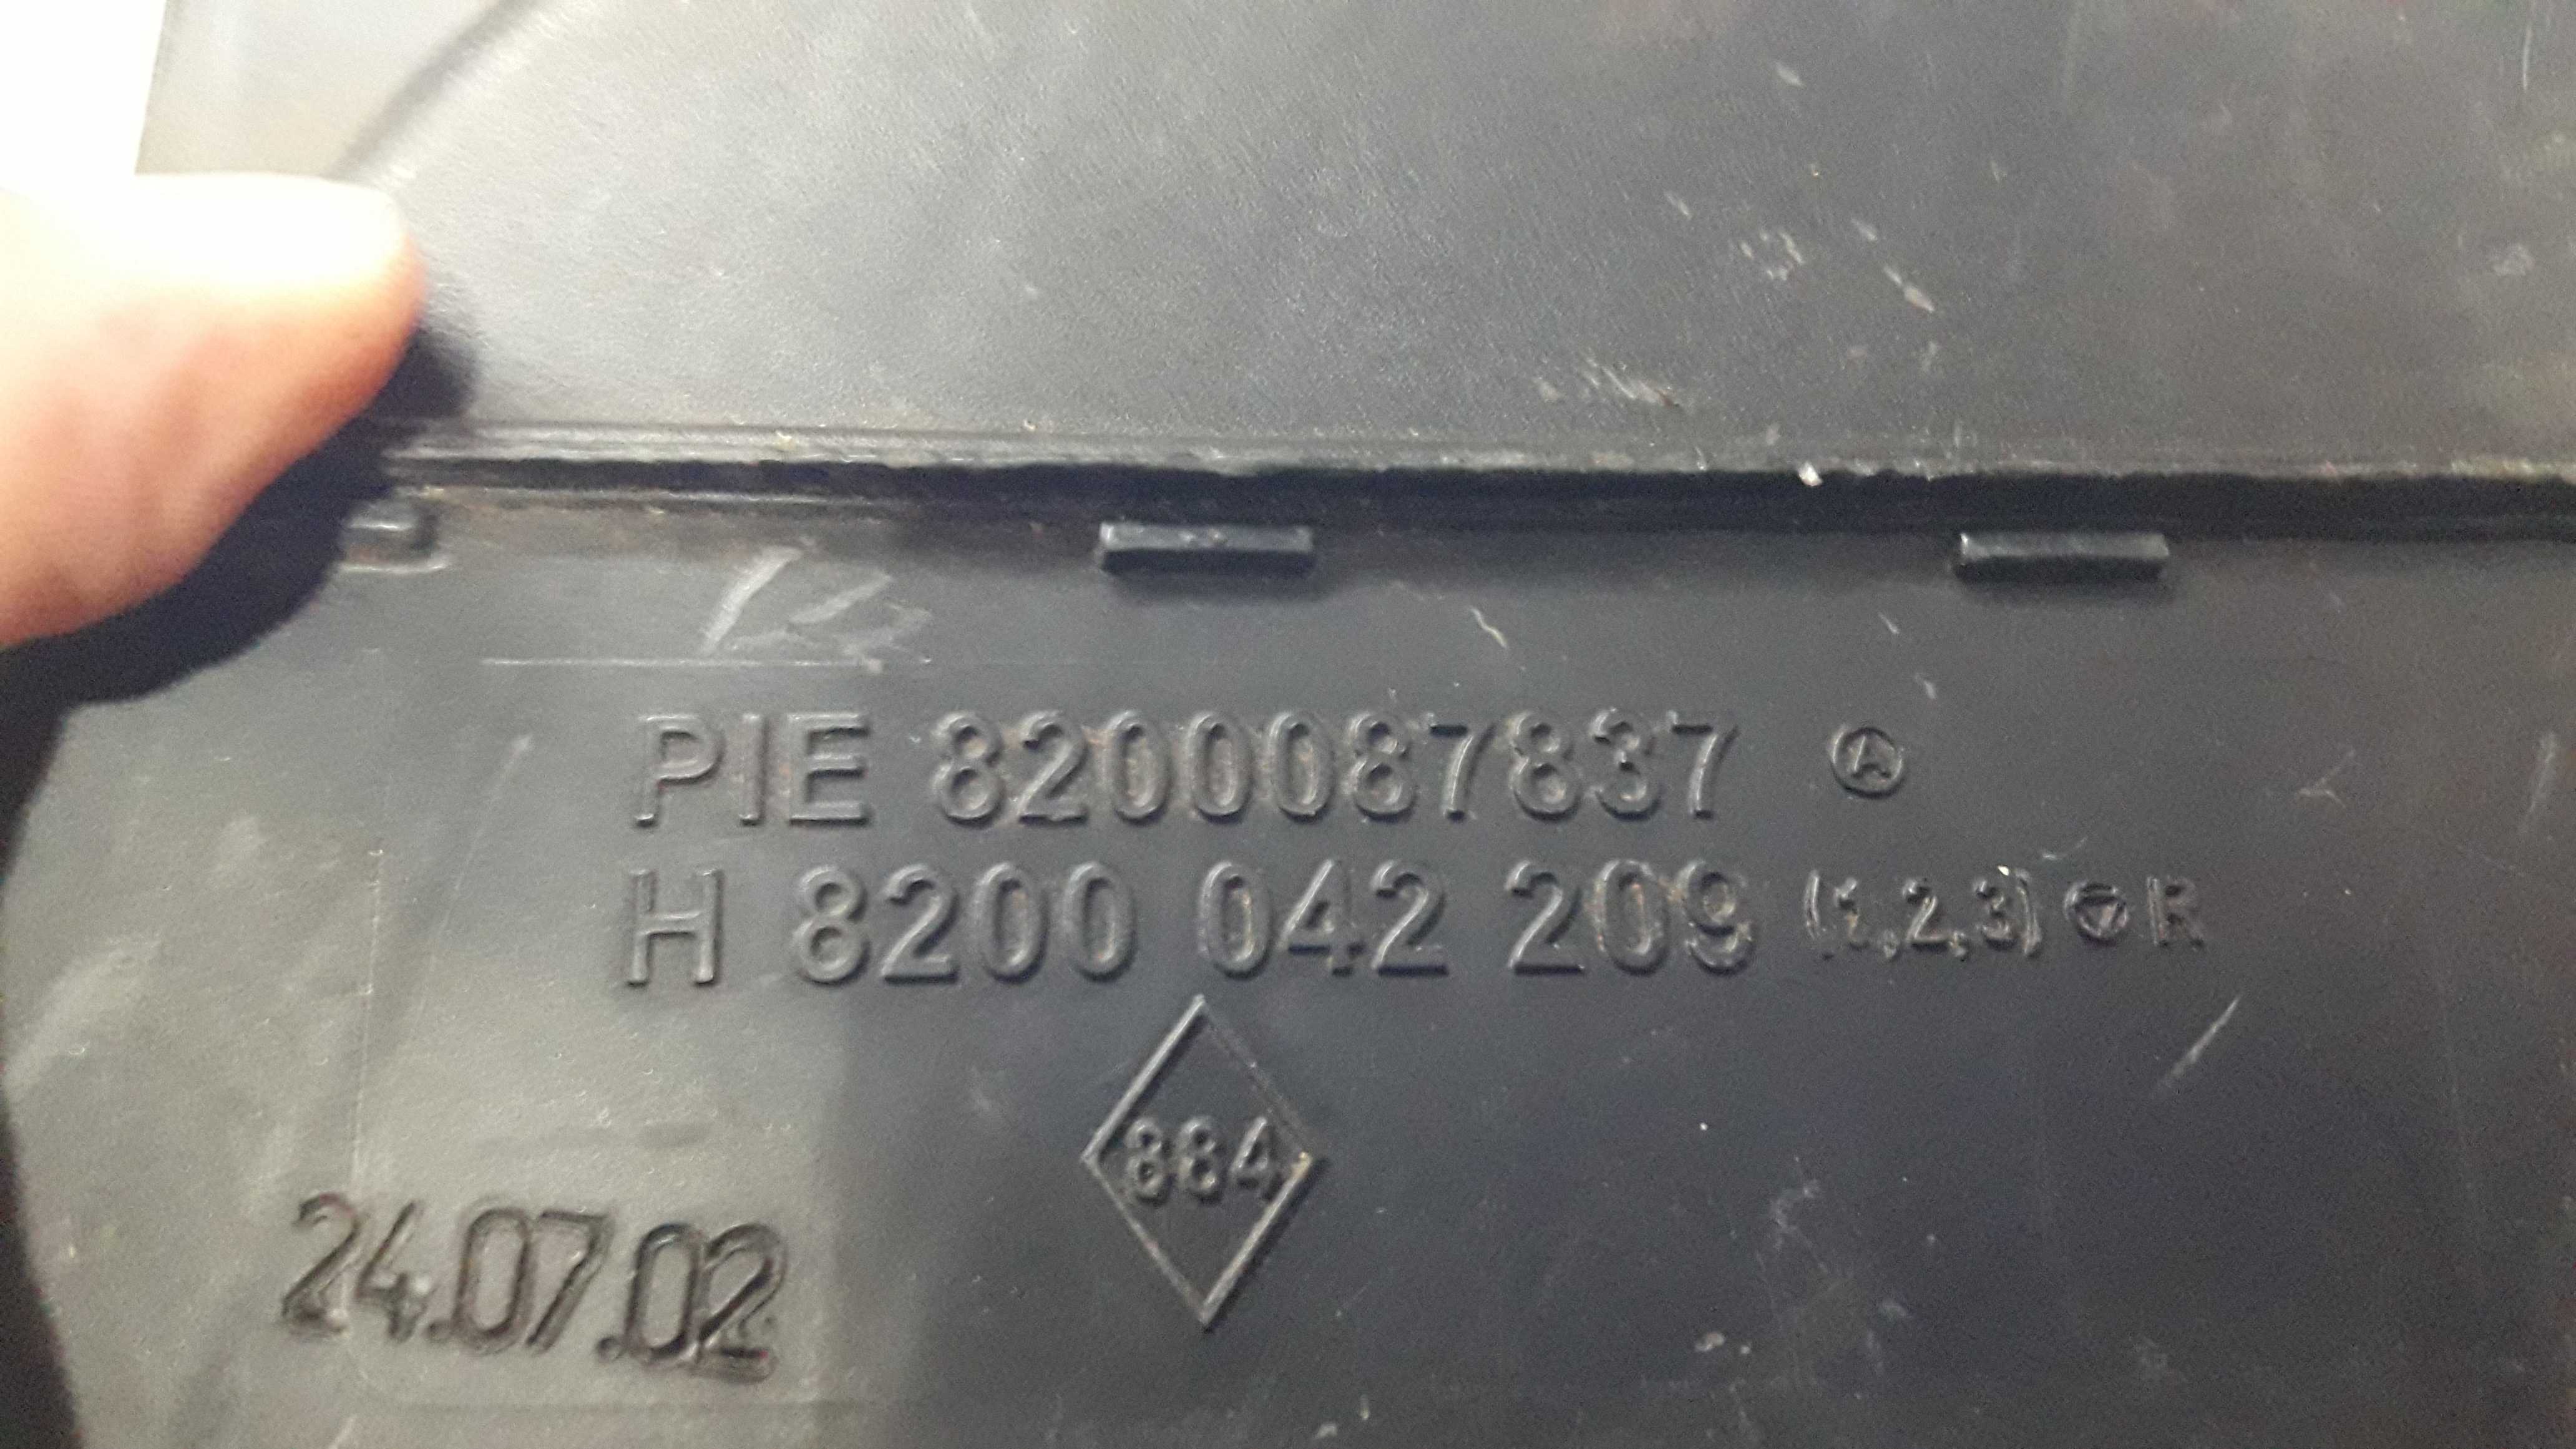 PIE 8200087837 Ⓐ
H 8200 042 209 (1,2,3) R
884
24.07.02